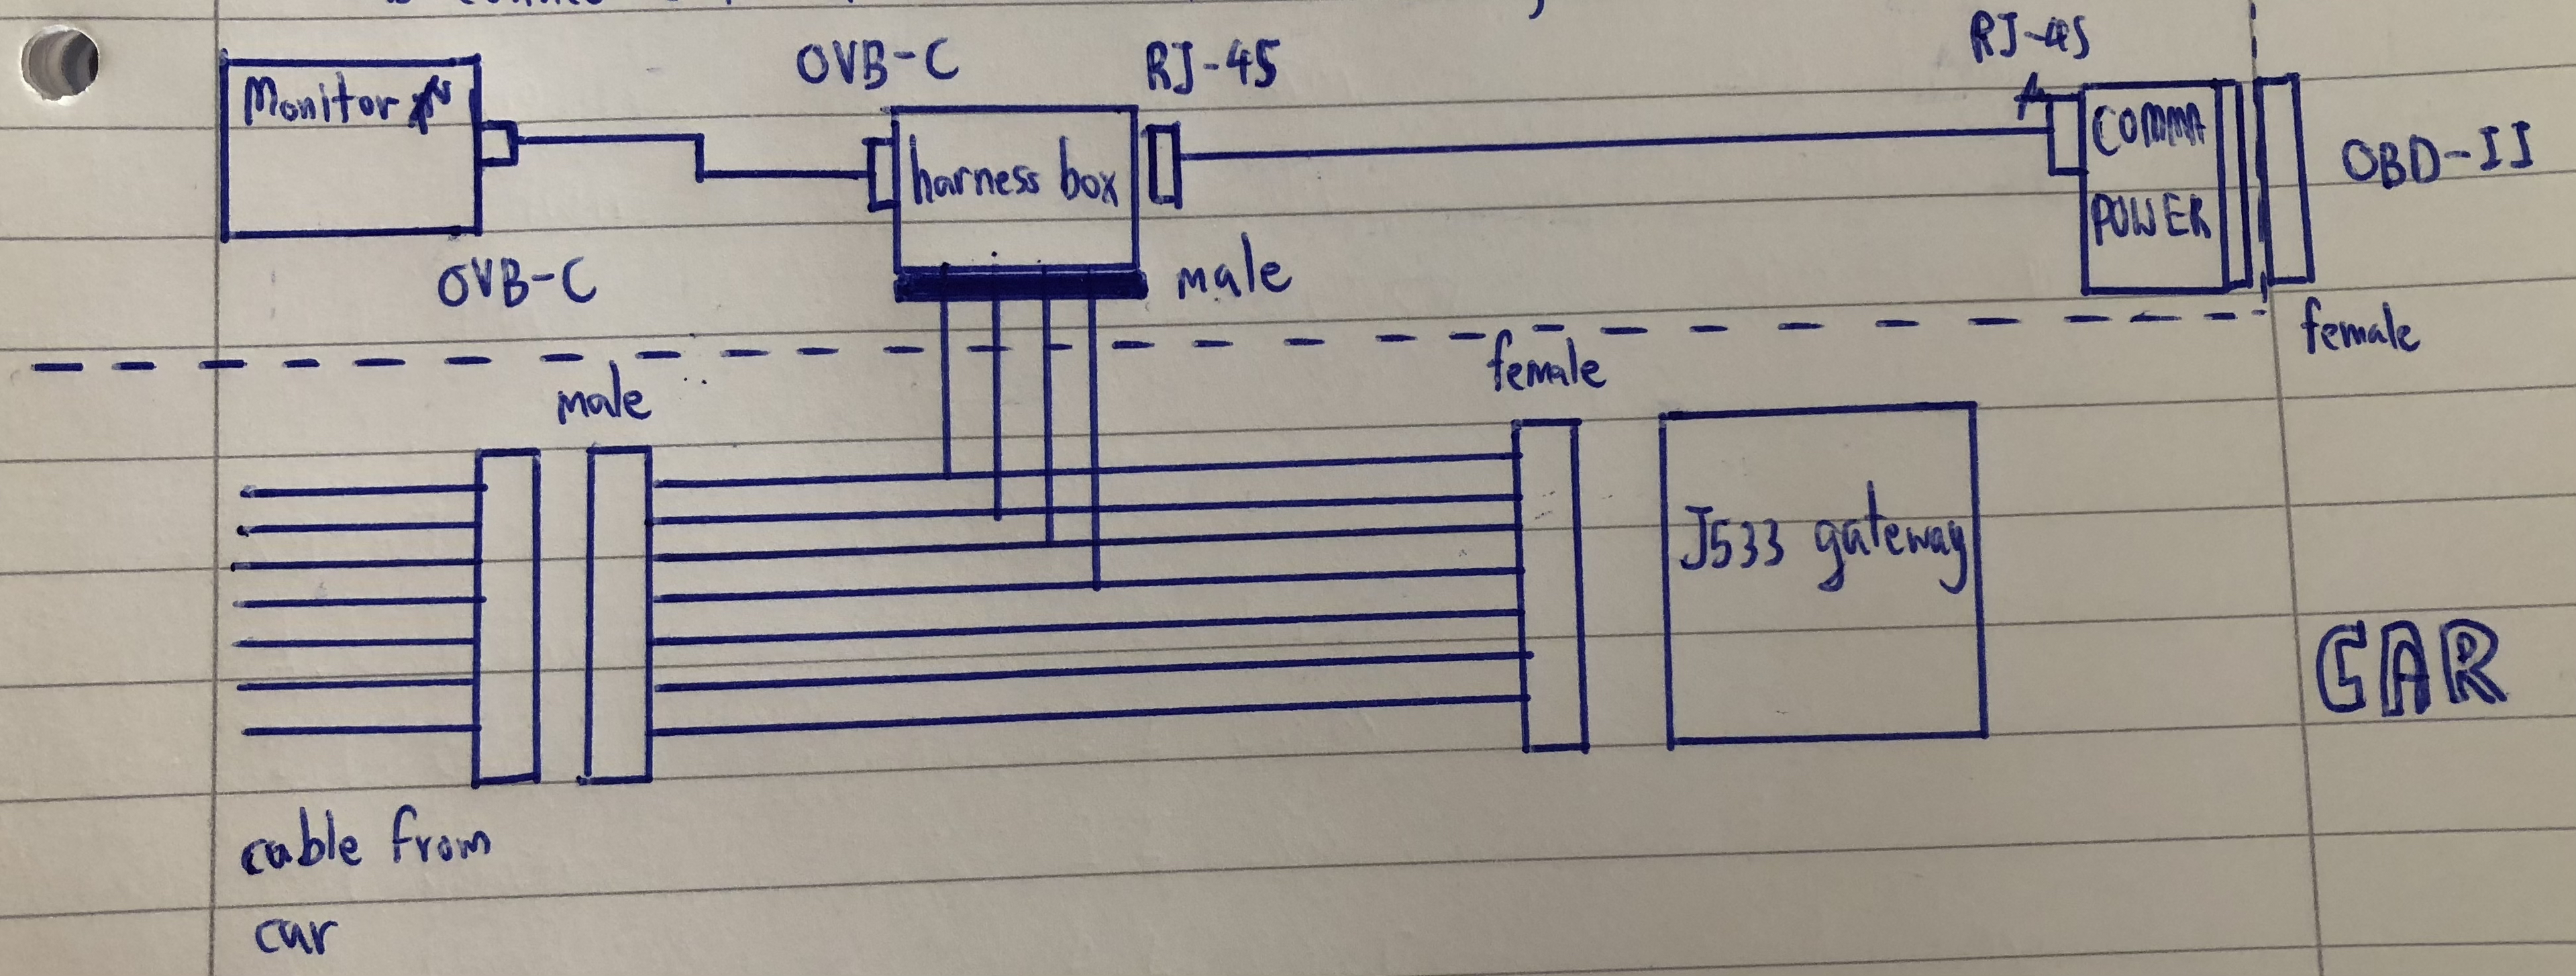 OVB-C
RJ-45
RJ-45
Monitor
harness box
COMMA
POWER
OBD-II
OVB-C
male
female
male
female
J533 gateway
CAR
cable from
car